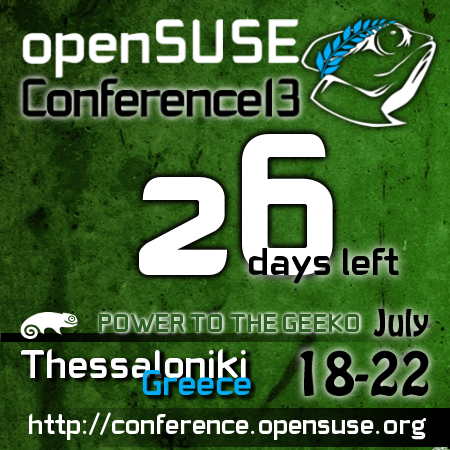 openSUSE
Conference13
26
days left
POWER TO THE GEEKO July
Thessaloniki
Greece
18-22
http://conference.opensuse.org